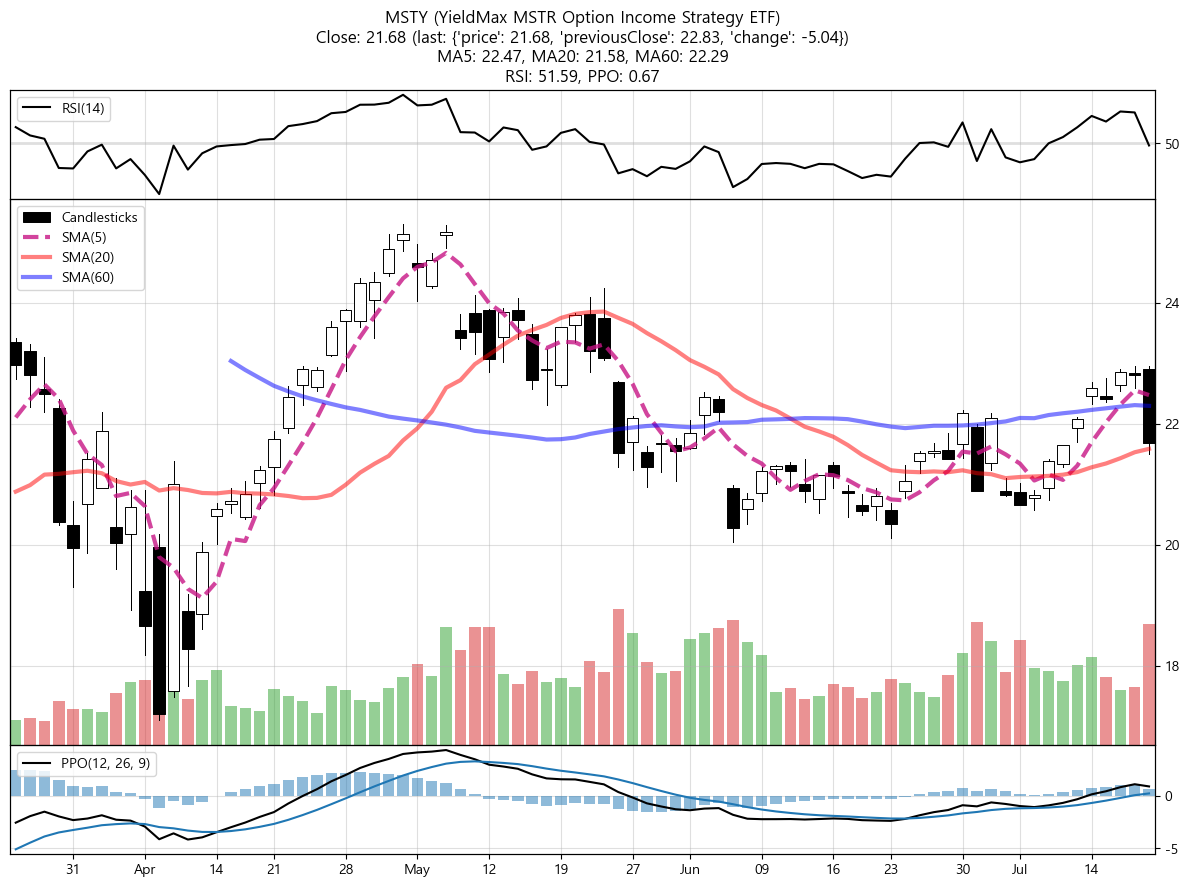 MSTY (YieldMax MSTR Option Income Strategy ETF)
Close: 21.68 (last: {'price': 21.68, 'previousClose': 22.83, 'change': -5.04})
MA5: 22.47, MA20: 21.58, MA60: 22.29
RSI: 51.59, PPO: 0.67
RSI(14)
50
Candlesticks
SMA(5)
SMA(20)
SMA(60)
24
22
20
18
PPO(12, 26, 9)
0
-5
31 Apr 14 21 28 May 12 19 27 Jun 09 16 23 30 Jul 14